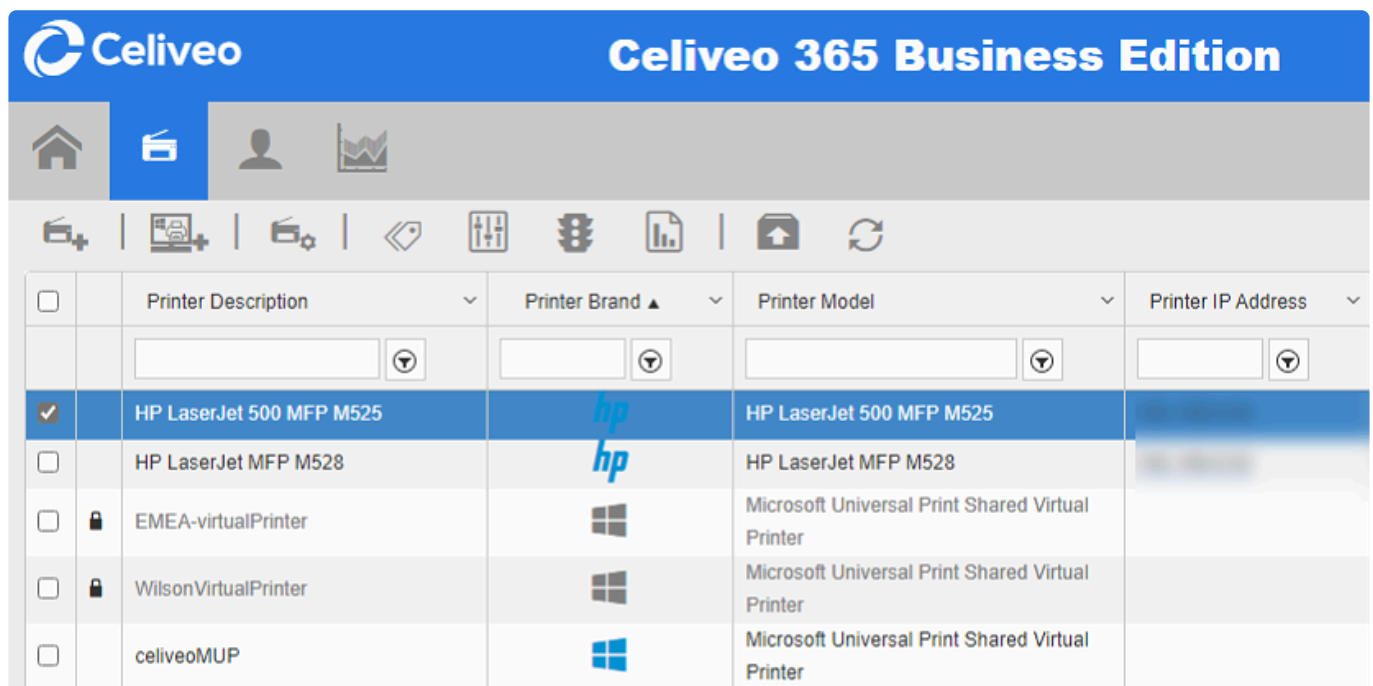 Celiveo
Celiveo 365 Business Edition
Printer Description
Printer Brand ▲
Printer Model
Printer IP Address
HP LaserJet 500 MFP M525
hp
HP LaserJet 500 MFP M525
HP LaserJet MFP M528
hp
HP LaserJet MFP M528
EMEA-virtualPrinter
Microsoft Universal Print Shared Virtual
Printer
WilsonVirtualPrinter
Microsoft Universal Print Shared Virtual
Printer
celiveoMUP
Microsoft Universal Print Shared Virtual
Printer